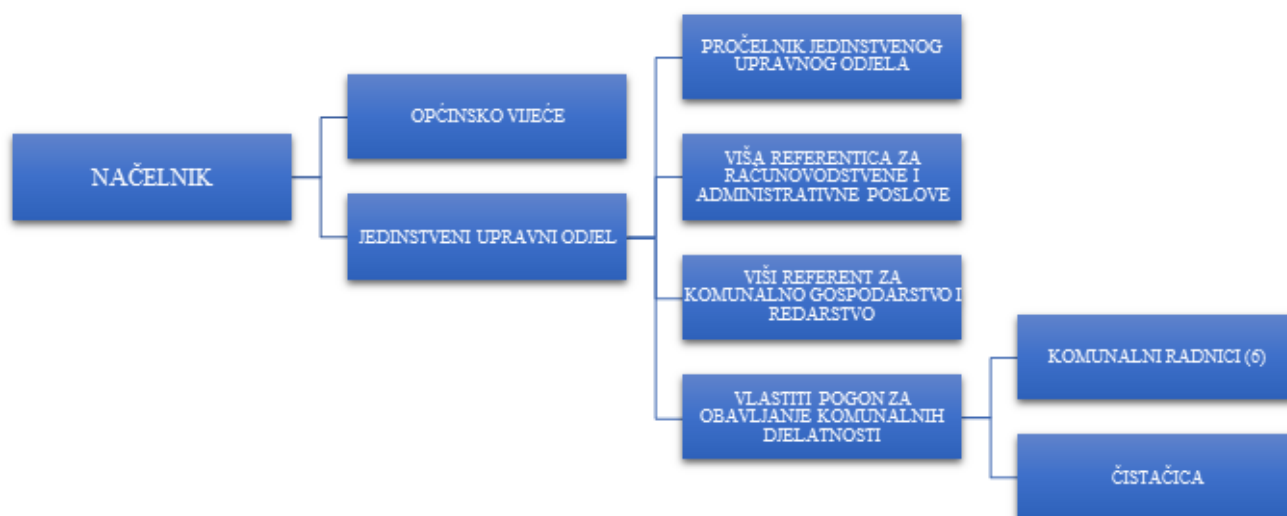 NAČELNIK
OPĆINSKO VIJEĆE
JEDINSTVENI UPRAVNI ODJEL
PROČELNIK JEDINSTVENOG
UPRAVNOG ODJELA
VIŠA REFERENTICA ZA
RAČUNOVODSTVENE I
ADMINISTRATIVNE POSLOVE
VIŠI REFERENT ZA
KOMUNALNO GOSPODARSTVO I
REDARSTVO
VLASTITI POGON ZA
OBAVLJANJE KOMUNALNIH
DJELATNOSTI
KOMUNALNI RADNICI (6)
ČISTAČICA